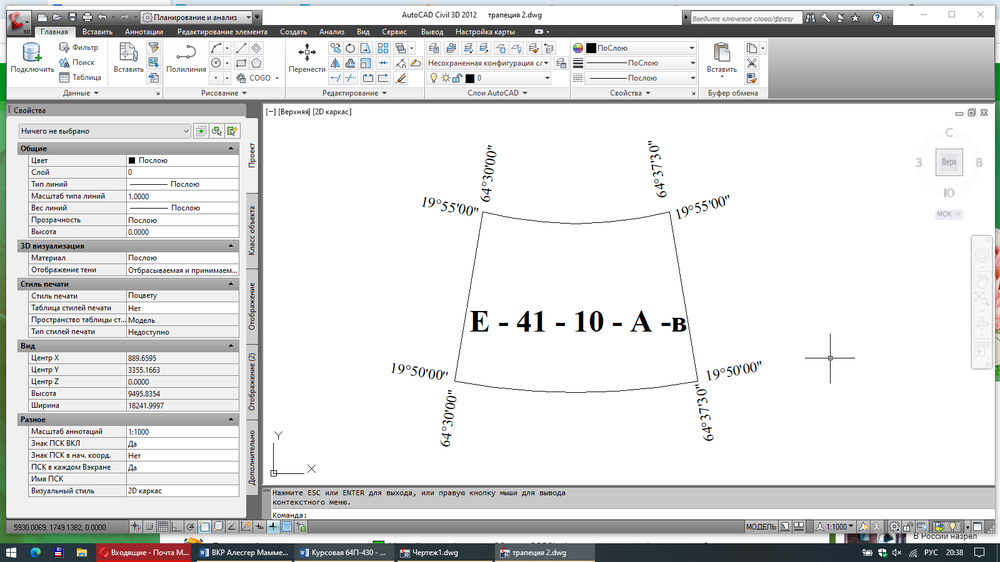 AutoCAD Civil 3D 2012 трапеция 2.dwg
Планирование и анализ
Введите ключевое слово/фразу
3D
Главная Вставить Аннотации Редактирование элемента Создать Анализ Вид Сервис Вывод Настройка карты
Подключить
Фильтр
Поиск
Таблица
Данные
Вставить
Полилиния
COGO
Рисование
Перенести
Редактирование
Несохраненная конфигурация сл
0
Слои AutoCAD
ПоСлою
ПоСлою
Послою
Свойства
Вставить
Буфер обмена
Свойства
Ничего не выбрано
Общие
Цвет Послою
Слой 0
Тип линий Послою
Масштаб типа линий 1.0000
Вес линий Послою
Прозрачность Послою
Высота 0.0000
3D визуализация
Материал Послою
Отображение тени Отбрасываемая и принимаем...
Стиль печати
Стиль печати Поцвету
Таблица стилей печати Нет
Пространство таблицы ст... Модель
Тип стилей печати Недоступно
Вид
Центр X 889.6595
Центр Y 3355.1663
Центр Z 0.0000
Высота 9495.8354
Ширина 18241.9997
Разное
Масштаб аннотаций 1:1000
Знак ПСК ВКЛ Да
Знак ПСК в нач. коорд. Нет
ПСК в каждом Вэкране Да
Имя ПСК
Визуальный стиль 2D каркас
Проект
Класс объекта
Отображение
Отображение (2)
Дополнительно
[−] [Верхняя] [2D каркас]
С
З Верх В
Ю
МСК
64°30'00"
64°37'30"
19°55'00"
19°55'00"
Е - 41 - 10 - А -в
19°50'00"
19°50'00"
64°30'00"
64°37'30"
Y
X
Нажмите ESC или ENTER для выхода, или правую кнопку мыши для вывода
контекстного меню.
Команда:
5930.0069, 1749.1382, 0.0000
МОДЕЛЬ
1:1000
В России назрел
Входящие - Почта М...
ВКР Алесгер Мамме...
Курсовая 64П-430 - ...
Чертеж1.dwg
трапеция 2.dwg
РУС 20:38